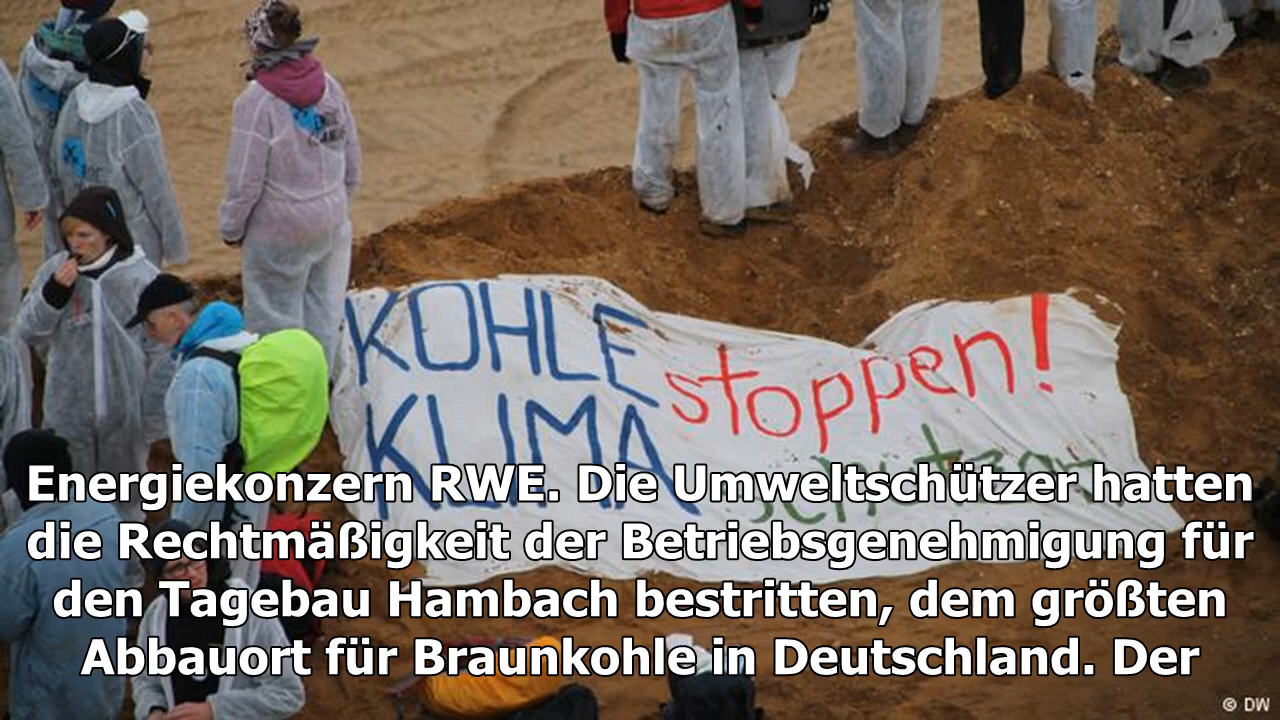 KOHLE stoppen!
KLIMA schützen
Energiekonzern RWE. Die Umweltschützer hatten
die Rechtmäßigkeit der Betriebsgenehmigung für
den Tagebau Hambach bestritten, dem größten
Abbauort für Braunkohle in Deutschland. Der
© DW